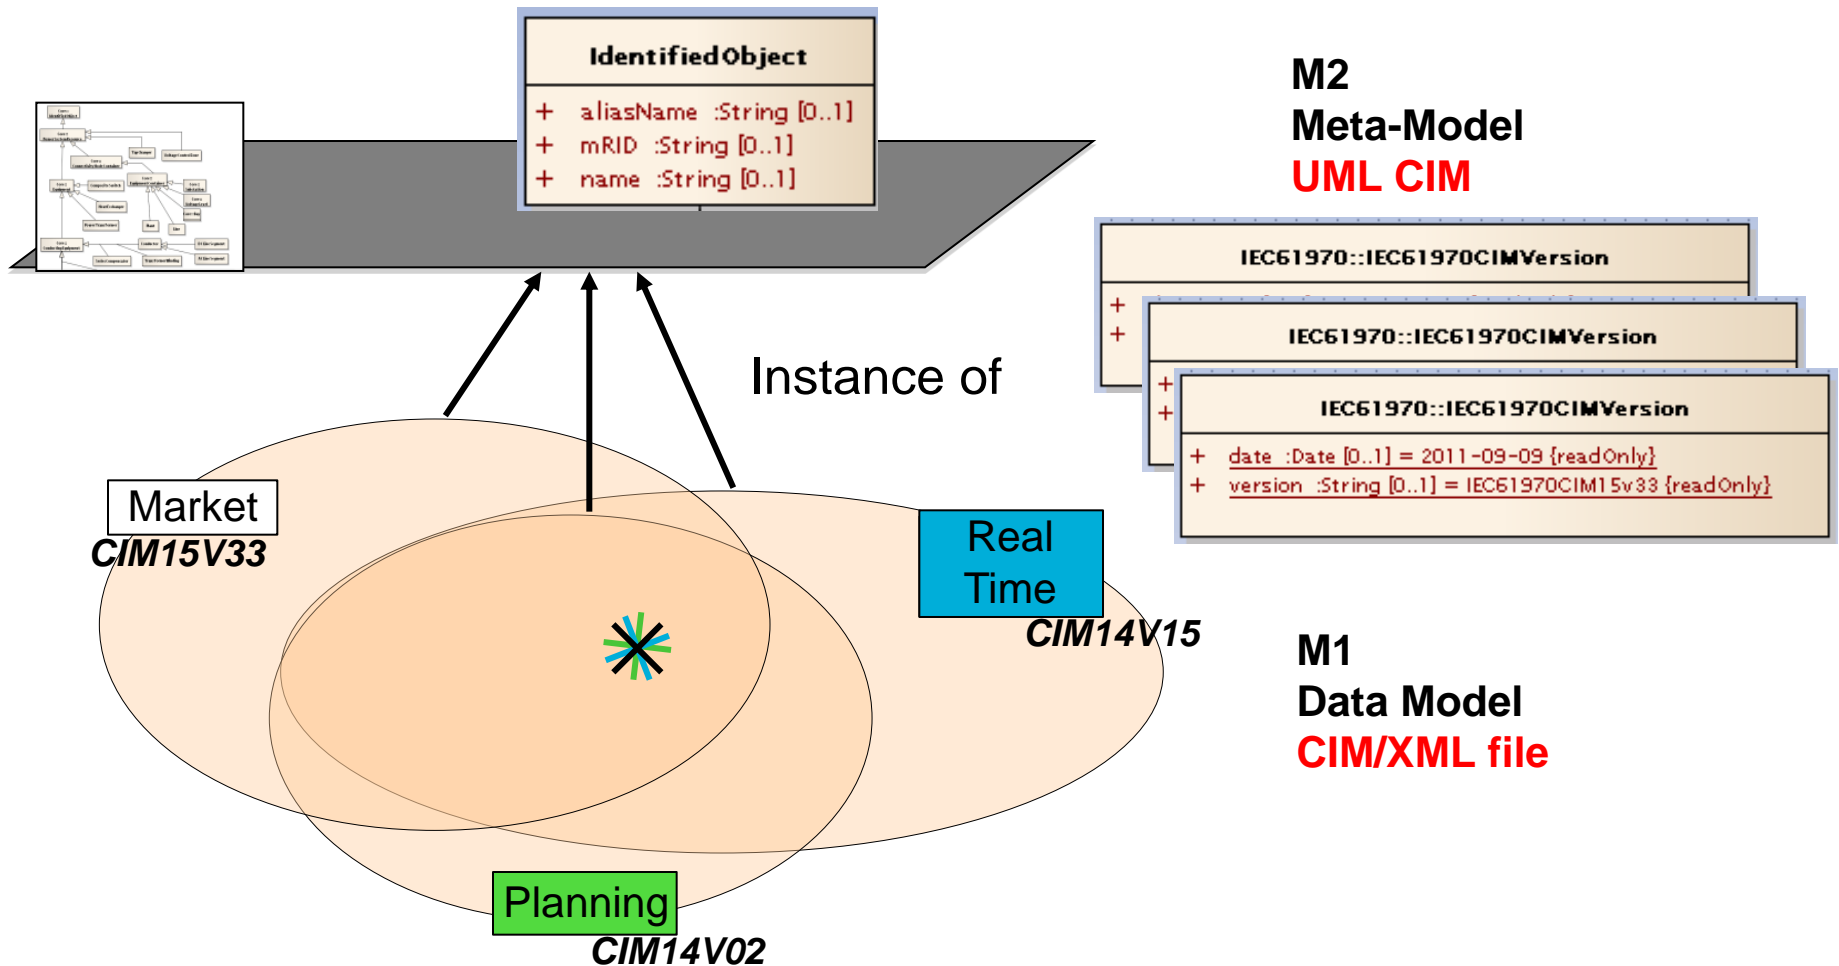 IdentifiedObject
+ aliasName :String [0..1]
+ mRID :String [0..1]
+ name :String [0..1]
M2
Meta-Model
UML CIM
IEC61970::IEC61970CIMVersion
+
+
IEC61970::IEC61970CIMVersion
+
+
IEC61970::IEC61970CIMVersion
+ date :Date [0..1] = 2011-09-09 {readOnly}
+ version :String [0..1] = IEC61970CIM15v33 {readOnly}
Instance of
Market
CIM15V33
Real
Time
CIM14V15
M1
Data Model
CIM/XML file
Planning
CIM14V02